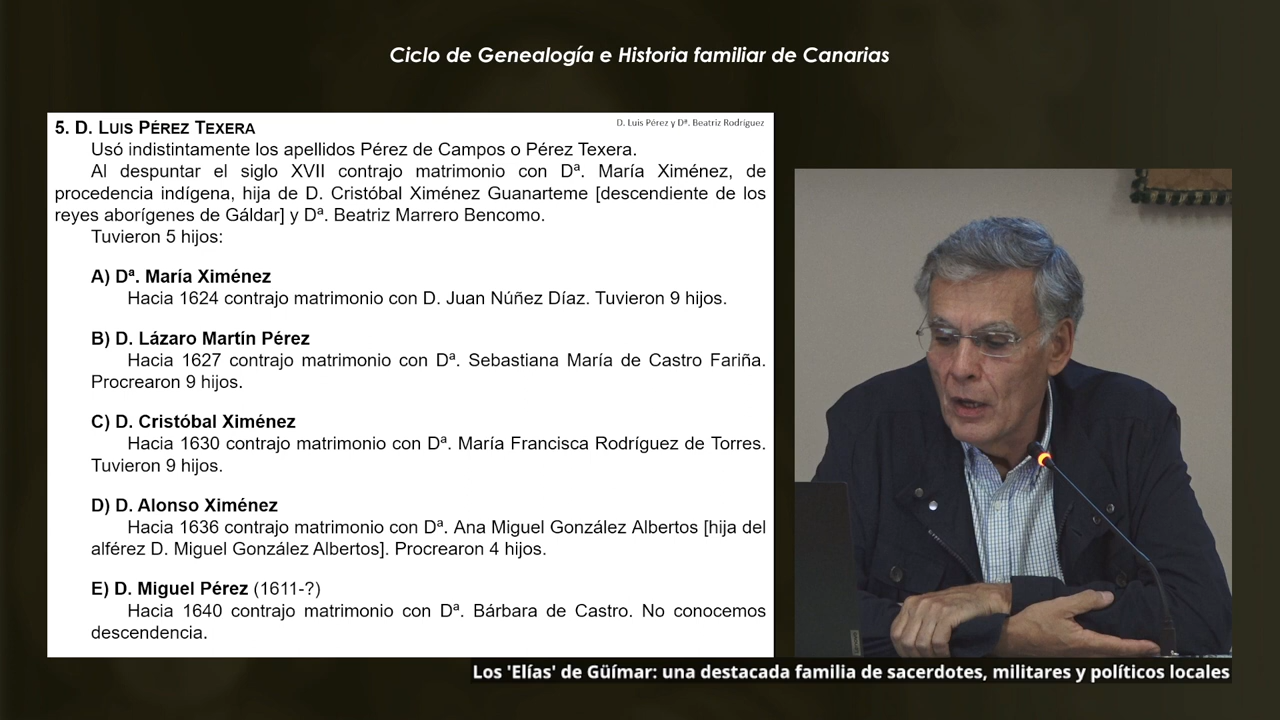 Ciclo de Genealogía e Historia familiar de Canarias
5. D. LUIS PÉREZ TEXERA
D. Luis Pérez y Dª. Beatriz Rodríguez
Usó indistintamente los apellidos Pérez de Campos o Pérez Texera.
Al despuntar el siglo XVII contrajo matrimonio con Dª. María Ximénez, de
procedencia indígena, hija de D. Cristóbal Ximénez Guanarteme [descendiente de los
reyes aborígenes de Gáldar] y Dª. Beatriz Marrero Bencomo.
Tuvieron 5 hijos:
A) Dª. María Ximénez
Hacia 1624 contrajo matrimonio con D. Juan Núñez Díaz. Tuvieron 9 hijos.
B) D. Lázaro Martín Pérez
Hacia 1627 contrajo matrimonio con Dª. Sebastiana María de Castro Fariña.
Procrearon 9 hijos.
C) D. Cristóbal Ximénez
Hacia 1630 contrajo matrimonio con Dª. María Francisca Rodríguez de Torres.
Tuvieron 9 hijos.
D) D. Alonso Ximénez
Hacia 1636 contrajo matrimonio con Dª. Ana Miguel González Albertos [hija del
alférez D. Miguel González Albertos]. Procrearon 4 hijos.
E) D. Miguel Pérez (1611-?)
Hacia 1640 contrajo matrimonio con Dª. Bárbara de Castro. No conocemos
descendencia.
Los 'Elías' de Güímar: una destacada familia de sacerdotes, militares y políticos locales